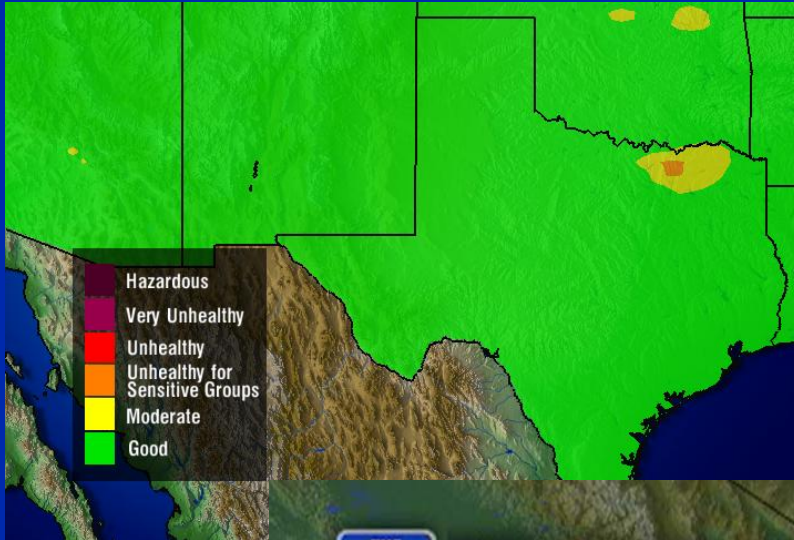 Hazardous
Very Unhealthy
Unhealthy
Unhealthy for
Sensitive Groups
Moderate
Good